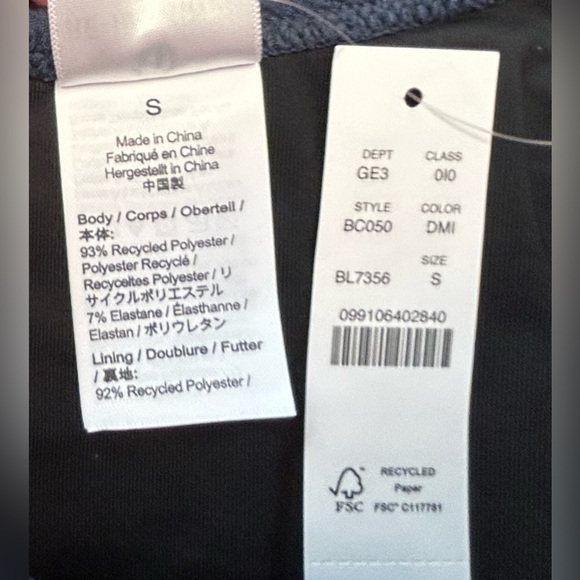 S
Made in China
Fabriqué en Chine
Hergestellt in China
中国製
Body / Corps / Oberteil /
本体:
93% Recycled Polyester /
Polyester Recyclé /
Recyceltes Polyester / リ
サイクルポリエステル
7% Elastane / Élasthanne /
Elastan / ポリウレタン
Lining / Doublure / Futter
/ 裏地:
92% Recycled Polyester /
DEPT CLASS
GE3 010
STYLE COLOR
BC050 DMI
SIZE
BL7356 S
099106402840
RECYCLED
Paper
FSC FSC® C117781